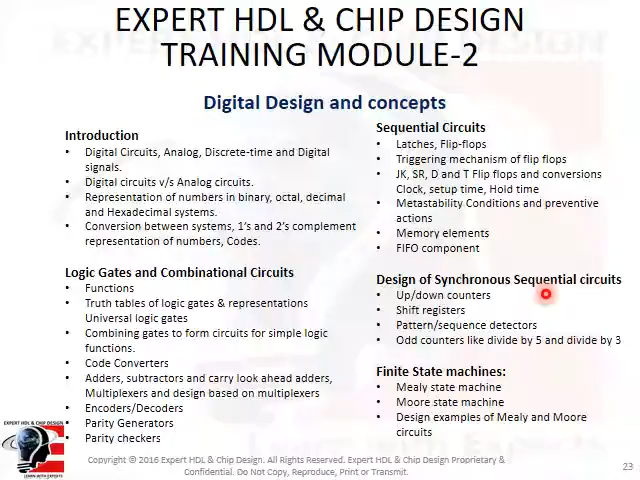 EXPERT HDL & CHIP DESIGN
TRAINING MODULE-2
Digital Design and concepts
Introduction
• Digital Circuits, Analog, Discrete-time and Digital
signals.
• Digital circuits v/s Analog circuits.
• Representation of numbers in binary, octal, decimal
and Hexadecimal systems.
• Conversion between systems, 1's and 2's complement
representation of numbers, Codes.
Logic Gates and Combinational Circuits
• Functions
• Truth tables of logic gates & representations
Universal logic gates
• Combining gates to form circuits for simple logic
functions.
• Code Converters
• Adders, subtractors and carry look ahead adders,
Multiplexers and design based on multiplexers
• Encoders/Decoders
• Parity Generators
• Parity checkers
Sequential Circuits
• Latches, Flip-flops
• Triggering mechanism of flip flops
• JK, SR, D and T Flip flops and conversions
Clock, setup time, Hold time
• Metastability Conditions and preventive
actions
• Memory elements
• FIFO component
Design of Synchronous Sequential circuits
• Up/down counters
• Shift registers
• Pattern/sequence detectors
• Odd counters like divide by 5 and divide by 3
Finite State machines:
• Mealy state machine
• Moore state machine
• Design examples of Mealy and Moore
circuits
EXPERT HDL & CHIP DESIGN
LEARN WITH EXPERTS
Copyright © 2016 Expert HDL & Chip Design. All Rights Reserved. Expert HDL & Chip Design Proprietary &
Confidential. Do Not Copy, Reproduce, Print or Transmit.
23